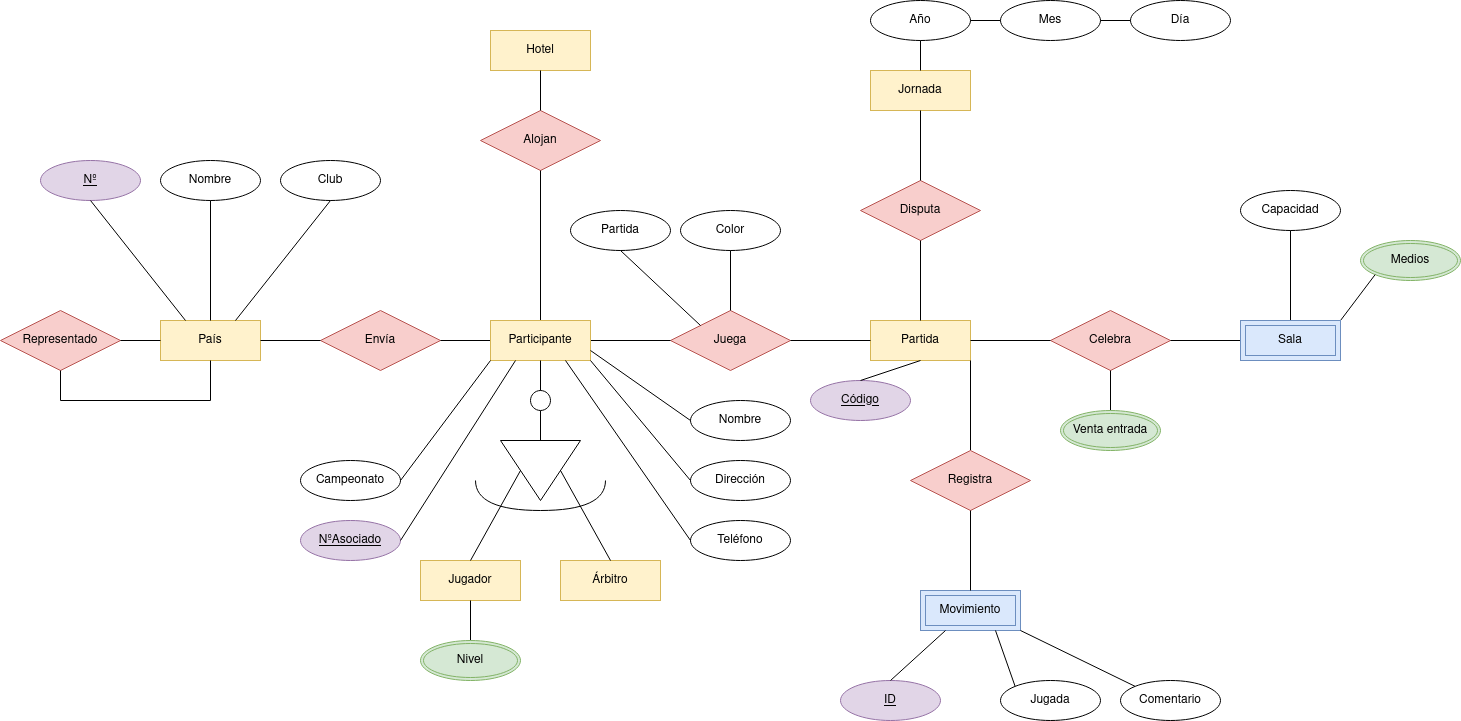 Año
Mes
Día
Hotel
Jornada
Alojan
Nº
Nombre
Club
Disputa
Capacidad
Partida
Color
Medios
Representado
País
Envía
Participante
Juega
Partida
Celebra
Sala
Código
Nombre
Venta entrada
Campeonato
Dirección
Registra
NºAsociado
Teléfono
Jugador
Árbitro
Movimiento
Nivel
ID
Jugada
Comentario